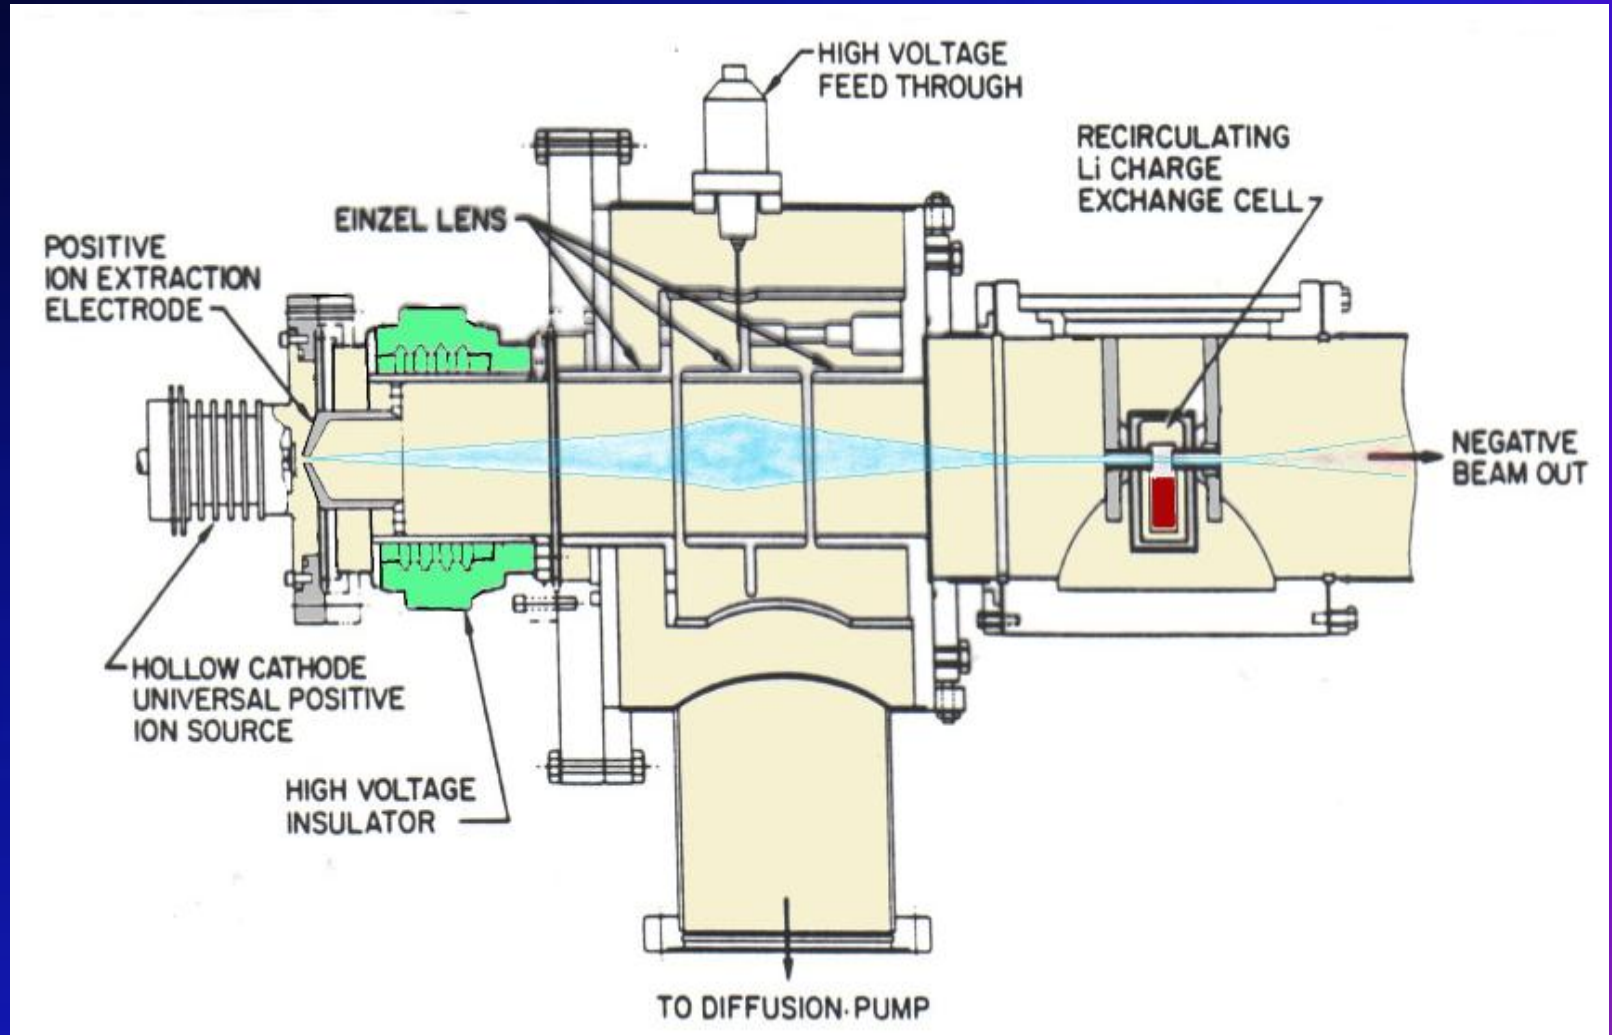 HIGH VOLTAGE
FEED THROUGH
RECIRCULATING
Li CHARGE
EXCHANGE CELL
EINZEL LENS
POSITIVE
ION EXTRACTION
ELECTRODE
NEGATIVE
BEAM OUT
HOLLOW CATHODE
UNIVERSAL POSITIVE
ION SOURCE
HIGH VOLTAGE
INSULATOR
TO DIFFUSION PUMP